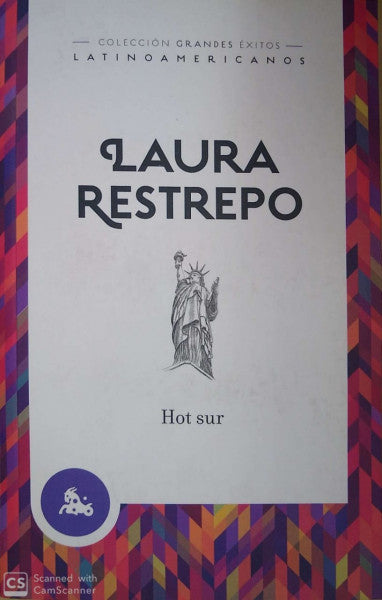 COLECCIÓN GRANDES ÉXITOS
LATINOAMERICANOS
LAURA
RESTREPO
Hot sur
CS
Scanned with
CamScanner